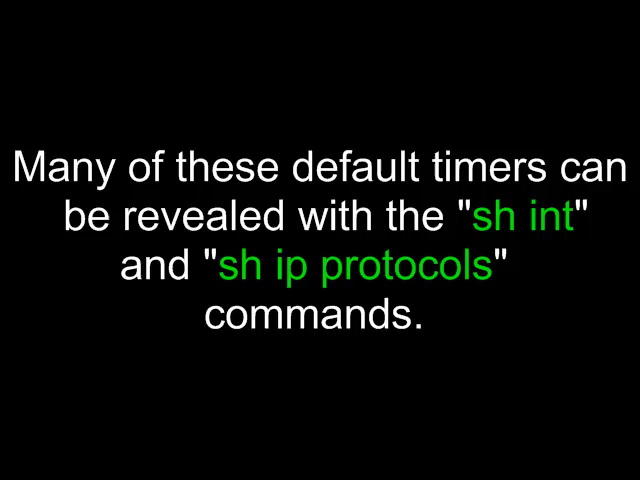 Many of these default timers can
be revealed with the "sh int"
and "sh ip protocols"
commands.